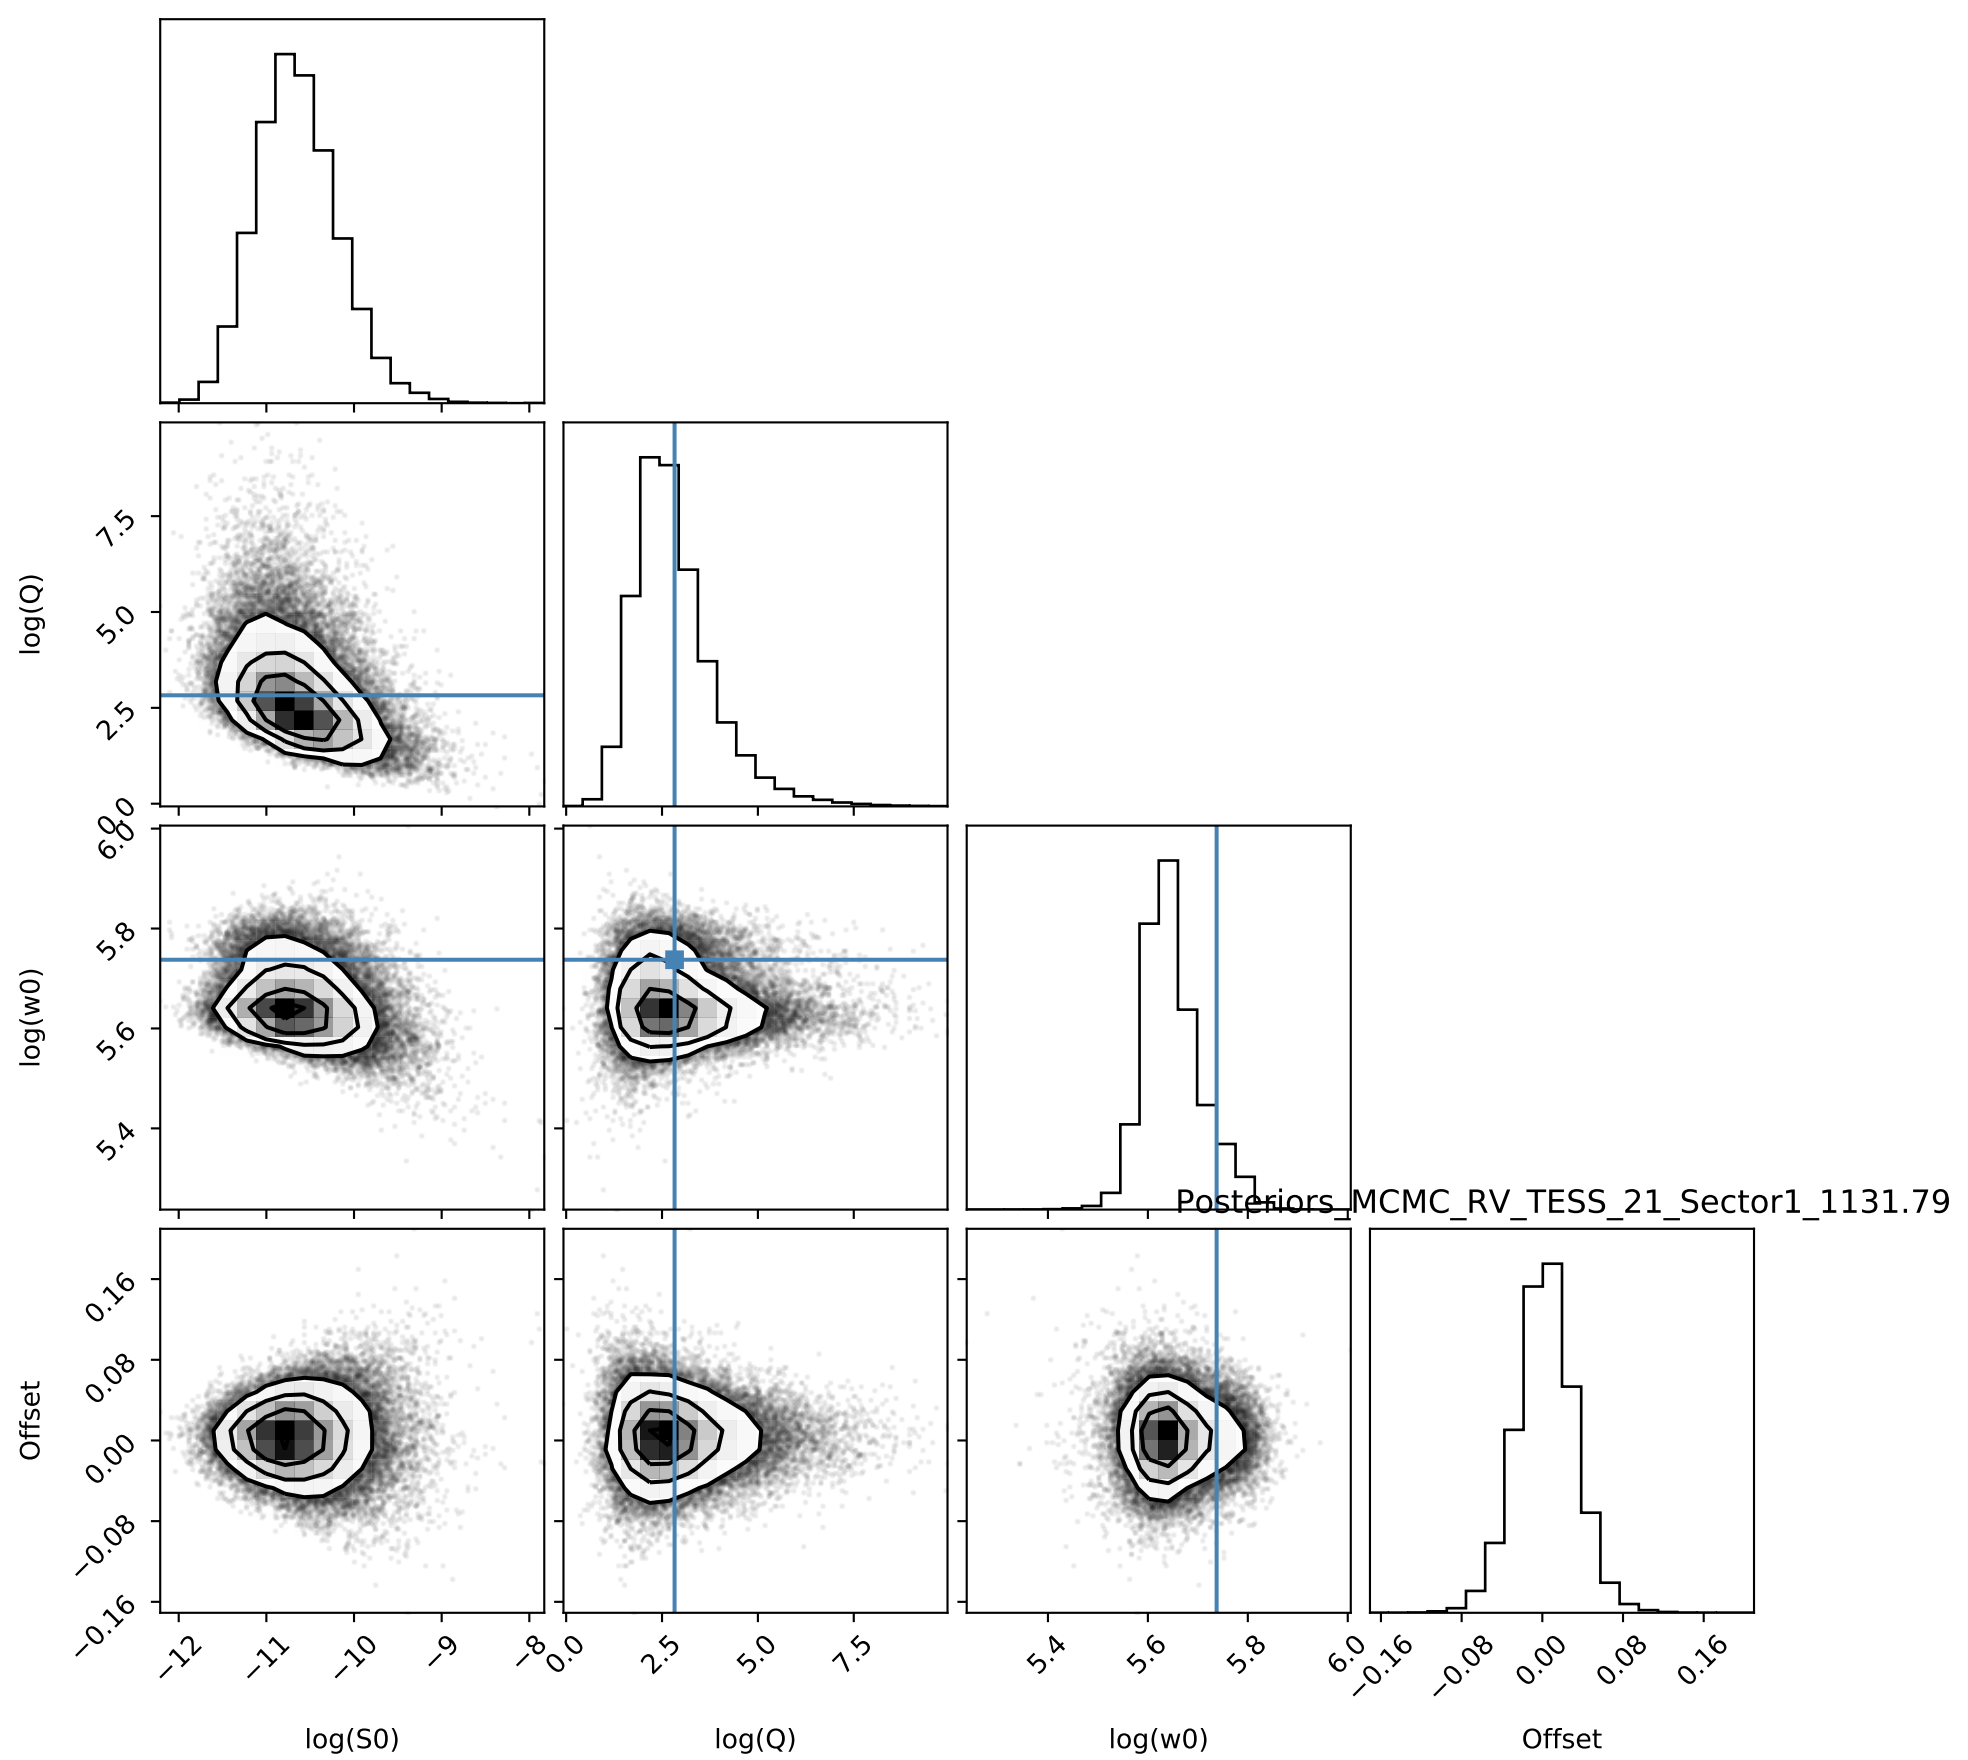 log(Q)
7.5
5.0
2.5
0.0
log(w0)
6.0
5.8
5.6
5.4
Posteriors_MCMC_RV_TESS_21_Sector1_1131.79
Offset
0.16
0.08
0.00
−0.08
−0.16
−12 −11 −10 −9 −8 0.0 2.5 5.0 7.5 5.4 5.6 5.8 6.0 −0.16 −0.08 0.00 0.08 0.16
log(S0) log(Q) log(w0) Offset